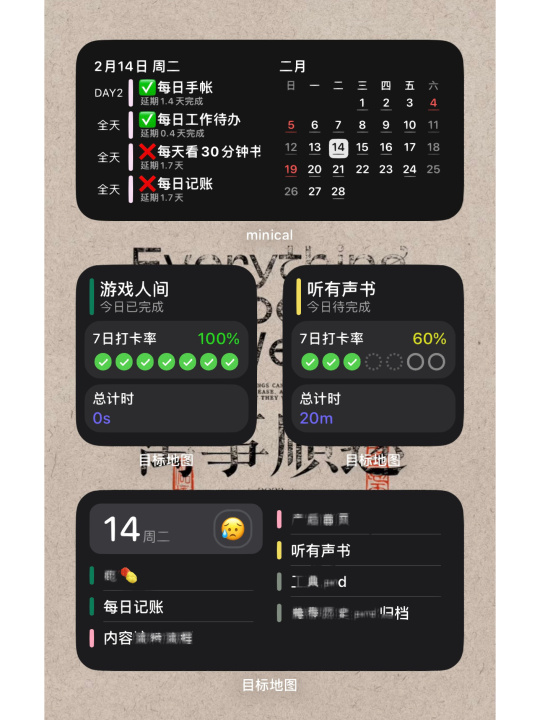 2月14日 周二
DAY2 ✅每日手帐
延期1.4天完成
全天 ✅每日工作待办
延期0.4天完成
全天 ❌每天看30分钟书
延期1.7天
全天 ❌每日记账
延期1.7天
二月
日 一 二 三 四 五 六
1 2 3 4
5 6 7 8 9 10 11
12 13 14 15 16 17 18
19 20 21 22 23 24 25
26 27 28
minical
Everything
游戏人间
今日已完成
7日打卡率 100%
总计时
0s
听有声书
今日待完成
7日打卡率 60%
总计时
20m
THEY
萬事順遂
目标地图
目标地图
14 周二
每日记账
内容
听有声书
归档
目标地图